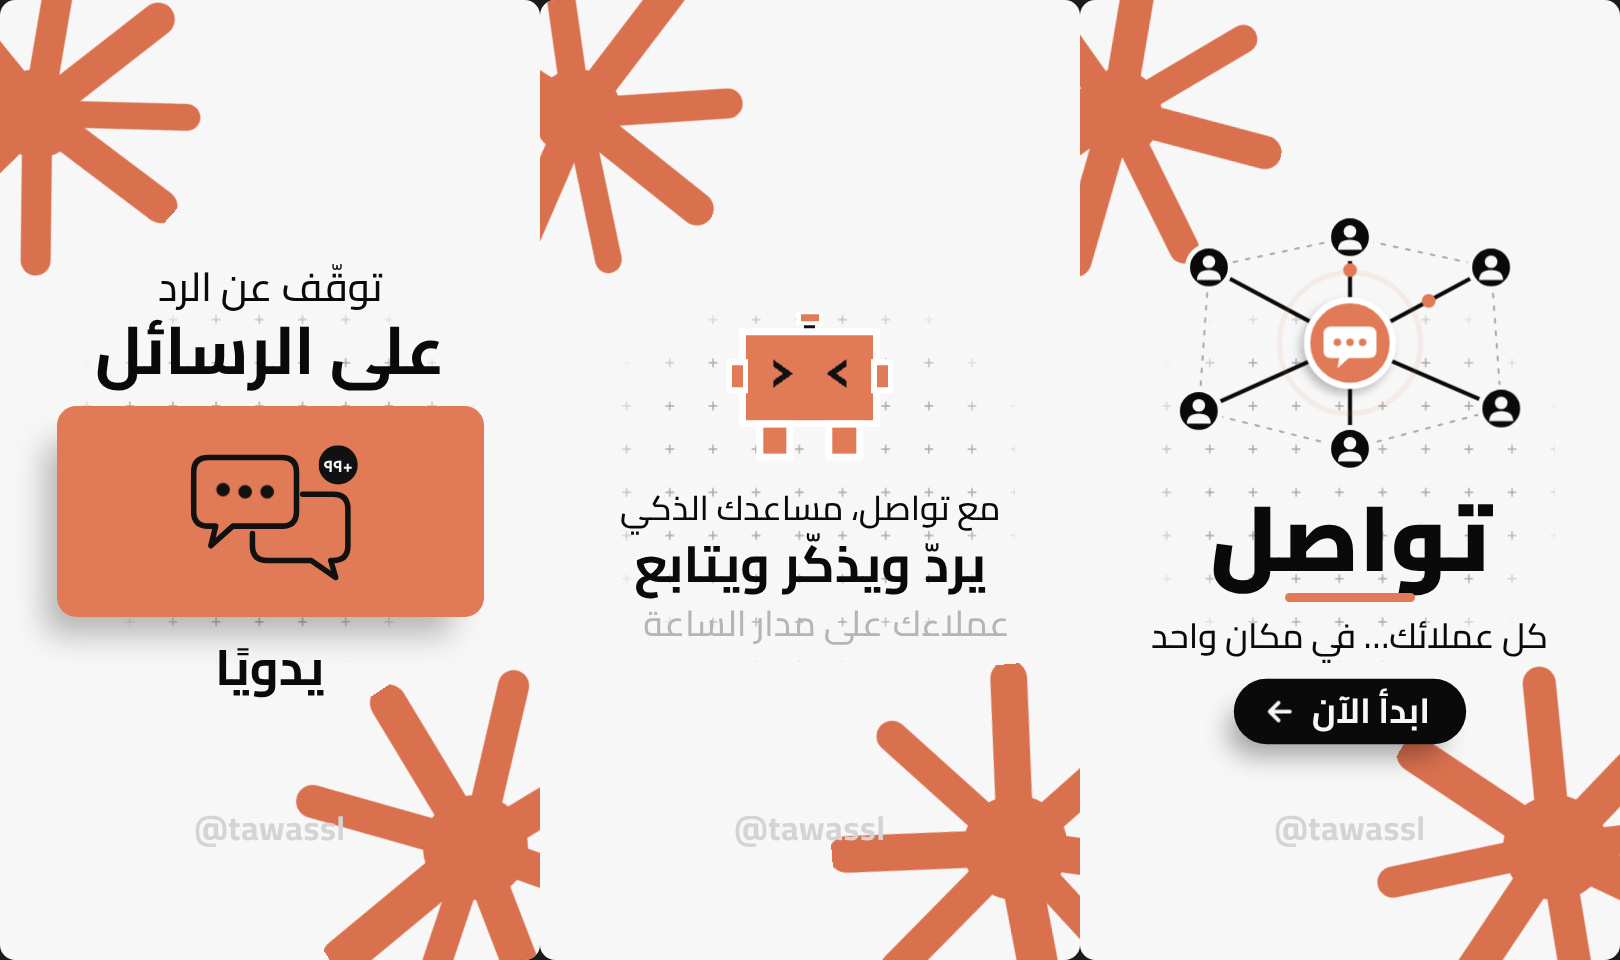 توقّف عن الرد
على الرسائل
+99
يدويًا
@tawassl
مع تواصل، مساعدك الذكي
يردّ ويذكّر ويتابع
عملاءك على مدار الساعة
@tawassl
تواصل
كل عملائك... في مكان واحد
ابدأ الآن
@tawassl